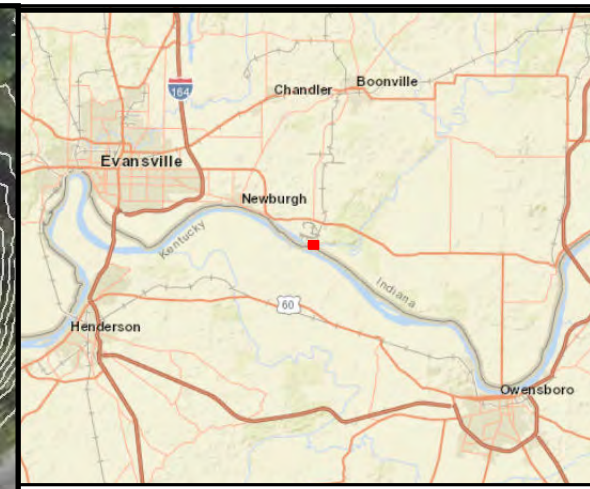 164
Chandler
Boonville
Evansville
Newburgh
Kentucky
Indiana
60
Henderson
Owensboro